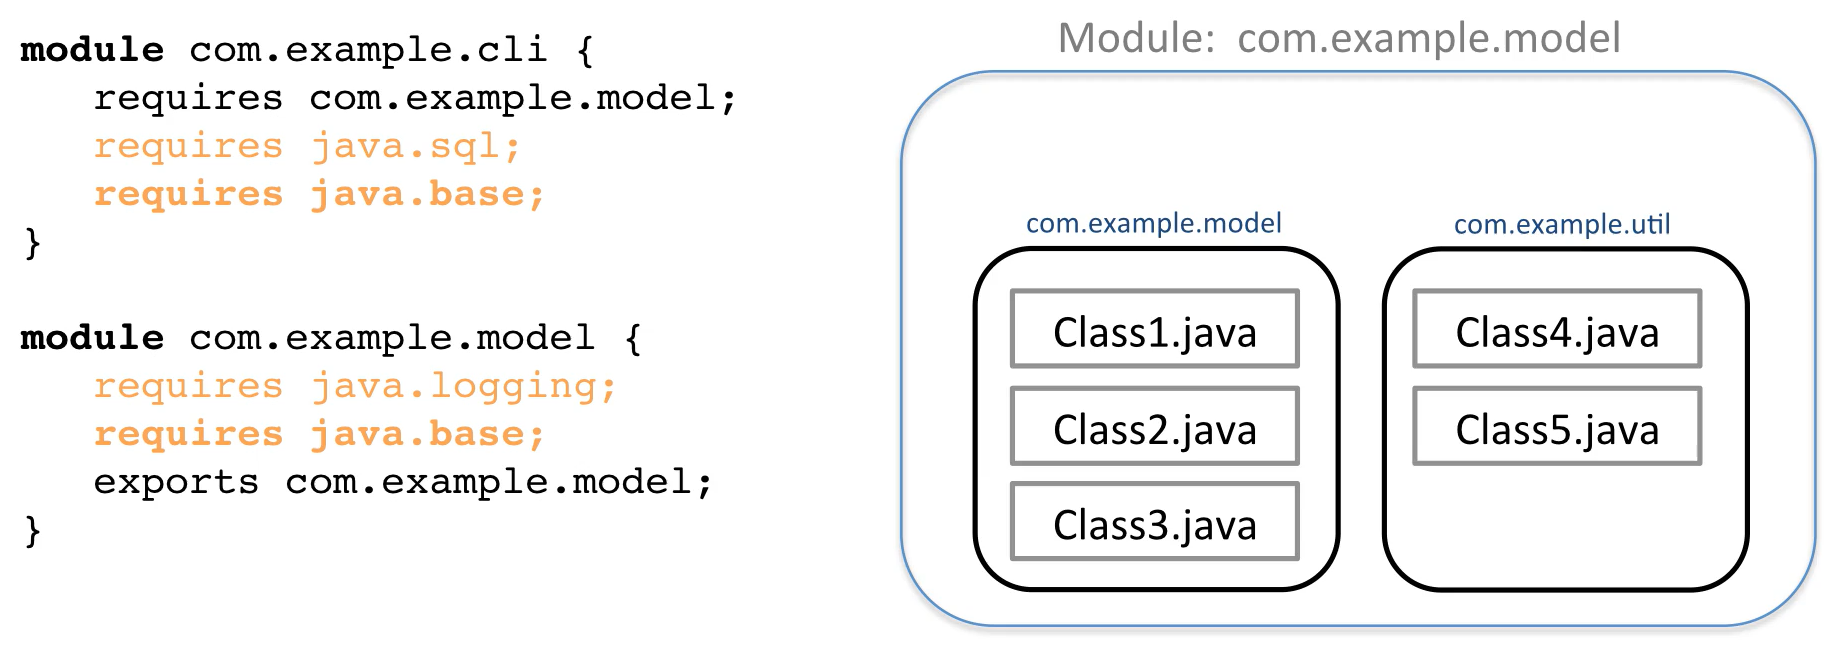 module com.example.cli {
requires com.example.model;
requires java.sql;
requires java.base;
}
module com.example.model {
requires java.logging;
requires java.base;
exports com.example.model;
}
Module: com.example.model
com.example.model
Class1.java
Class2.java
Class3.java
com.example.util
Class4.java
Class5.java